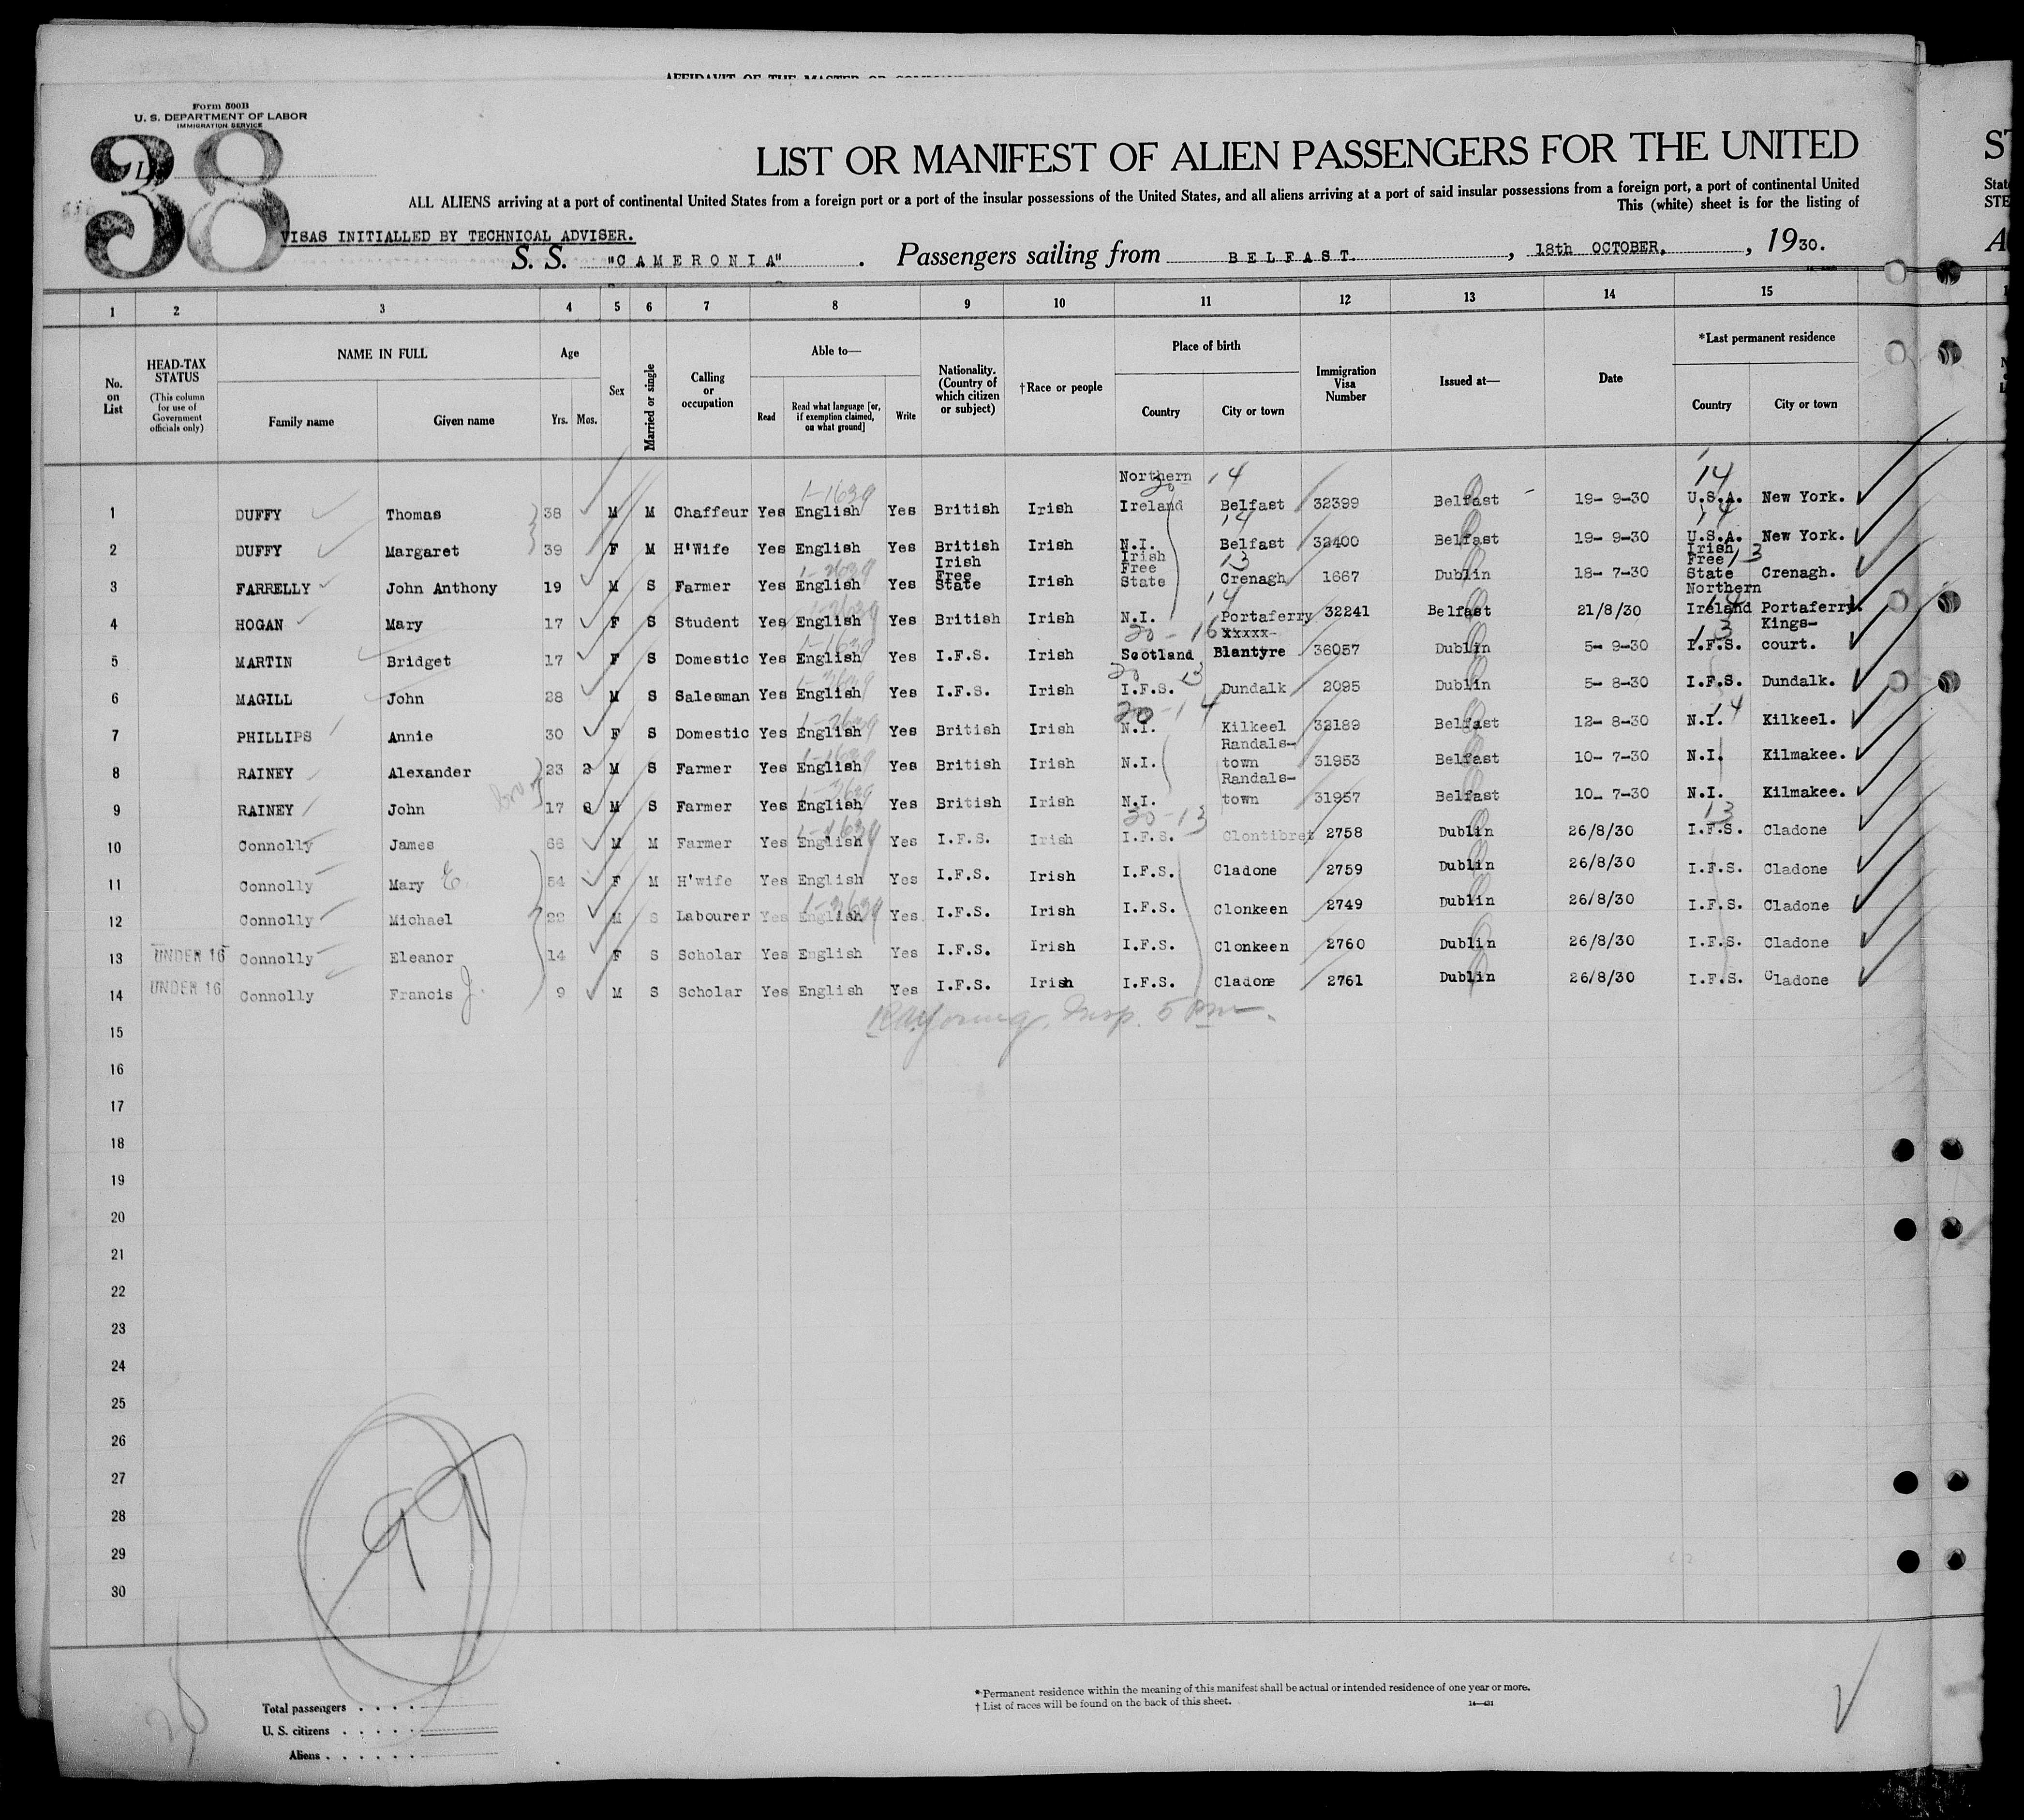 AFFIDAVIT OF THE MASTER OR
Form 500B
U. S. DEPARTMENT OF LABOR
IMMIGRATION SERVICE
38
LIST OR MANIFEST OF ALIEN PASSENGERS FOR THE UNITED
ALL ALIENS arriving at a port of continental United States from a foreign port or a port of the insular possessions of the United States, and all aliens arriving at a port of said insular possessions from a foreign port, a port of continental United
This (white) sheet is for the listing of
VISAS INITIALLED BY TECHNICAL ADVISER.
S. S. "CAMERONIA". Passengers sailing from BELFAST, 18th OCTOBER, 1930.
1 2 3 4 5 6 7 8 9 10 11 12 13 14 15
No. on List
HEAD-TAX STATUS
(This column for use of Government officials only)
NAME IN FULL
Family name Given name
Age
Yrs. Mos.
Sex
Married or single
Calling or occupation
Able to—
Read
Read what language [or, if exemption claimed, on what ground]
Write
Nationality. (Country of which citizen or subject)
†Race or people
Place of birth
Country City or town
Immigration Visa Number
Issued at—
Date
*Last permanent residence
Country City or town
1 DUFFY Thomas 38 M M Chaffeur Yes English Yes British Irish Northern Ireland Belfast 32399 Belfast 19- 9-30 U.S.A. New York.
2 DUFFY Margaret 39 F M H'Wife Yes English Yes British Irish N.I. Belfast 32400 Belfast 19- 9-30 U.S.A. New York.
3 FARRELLY John Anthony 19 M S Farmer Yes English Yes Irish Free State Irish Irish Free State Crenagh 1667 Dublin 18- 7-30 Irish Free State Crenagh.
4 HOGAN Mary 17 F S Student Yes English Yes British Irish N.I. Portaferry 32241 Belfast 21/8/30 Northern Ireland Portaferry.
5 MARTIN Bridget 17 F S Domestic Yes English Yes I.F.S. Irish Scotland xxxxx Blantyre 36057 Dublin 5- 9-30 I.F.S. Kings-court.
6 MAGILL John 28 M S Salesman Yes English Yes I.F.S. Irish I.F.S. Dundalk 2095 Dublin 5- 8-30 I.F.S. Dundalk.
7 PHILLIPS Annie 30 F S Domestic Yes English Yes British Irish N.I. Kilkeel 32189 Belfast 12- 8-30 N.I. Kilkeel.
8 RAINEY Alexander 23 2 M S Farmer Yes English Yes British Irish N.I. Randals-town 31953 Belfast 10- 7-30 N.I. Kilmakee.
9 RAINEY John 17 6 M S Farmer Yes English Yes British Irish N.I. Randals-town 31957 Belfast 10- 7-30 N.I. Kilmakee.
10 Connolly James 66 M M Farmer Yes English Yes I.F.S. Irish I.F.S. Clontibret 2758 Dublin 26/8/30 I.F.S. Cladone
11 Connolly Mary E. 54 F M H'wife Yes English Yes I.F.S. Irish I.F.S. Cladone 2759 Dublin 26/8/30 I.F.S. Cladone
12 Connolly Michael 22 M S Labourer Yes English Yes I.F.S. Irish I.F.S. Clonkeen 2749 Dublin 26/8/30 I.F.S. Cladone
13 UNDER 16 Connolly Eleanor 14 F S Scholar Yes English Yes I.F.S. Irish I.F.S. Clonkeen 2760 Dublin 26/8/30 I.F.S. Cladone
14 UNDER 16 Connolly Francis J. 9 M S Scholar Yes English Yes I.F.S. Irish I.F.S. Cladone 2761 Dublin 26/8/30 I.F.S. Cladone
15
16
17
18
19
20
21
22
23
24
25
26
27
28
29
30
99
Total passengers
U. S. citizens
Aliens
* Permanent residence within the meaning of this manifest shall be actual or intended residence of one year or more.
† List of races will be found on the back of this sheet.